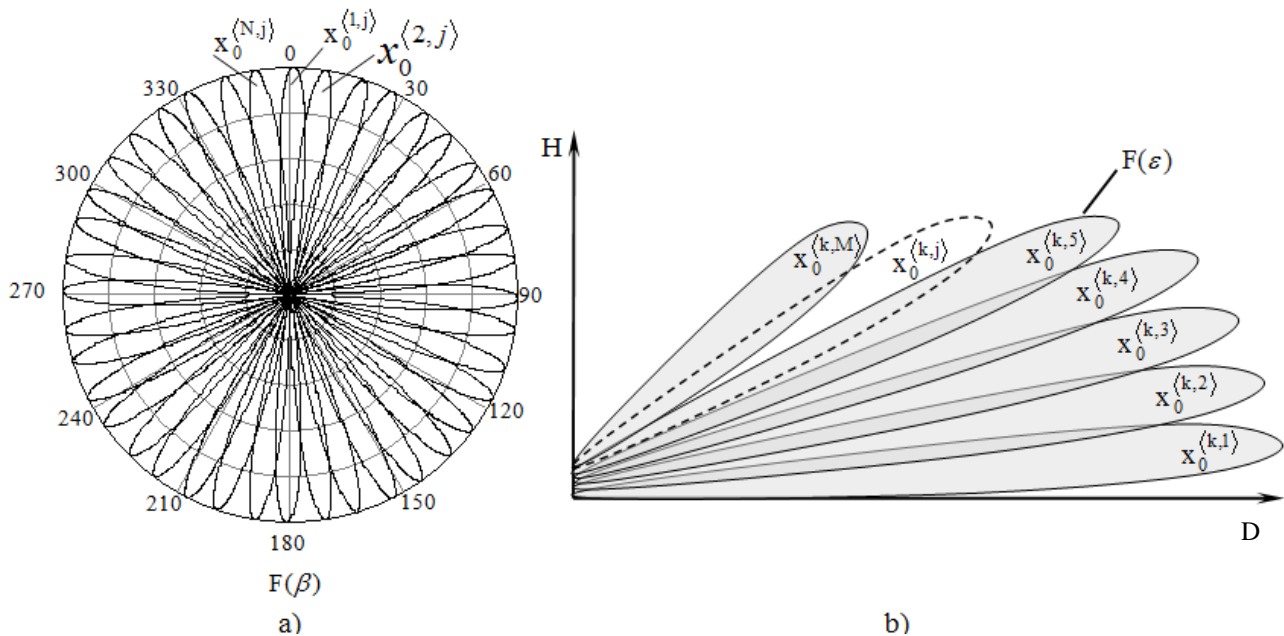 x₀⟨N,j⟩
x₀⟨1,j⟩
x₀⟨2,j⟩
0
30
60
90
120
150
180
210
240
270
300
330
F(β)
a)
H
F(ε)
x₀⟨k,M⟩
x₀⟨k,j⟩
x₀⟨k,5⟩
x₀⟨k,4⟩
x₀⟨k,3⟩
x₀⟨k,2⟩
x₀⟨k,1⟩
D
b)